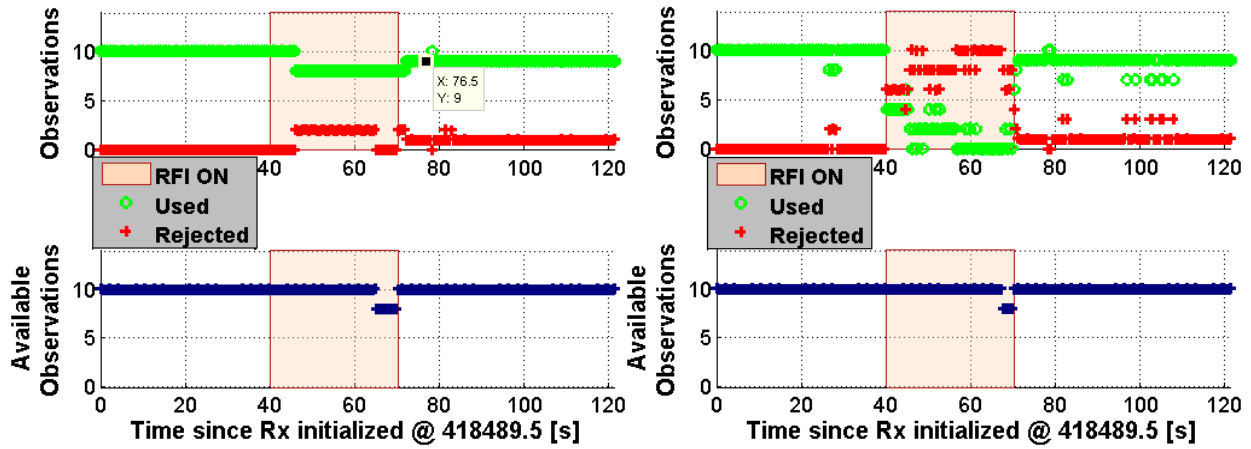 10
5
0
Observations
0 20 40 60 80 100 120
X: 76.5
Y: 9
RFI ON
Used
Rejected
10
5
0
Available
Observations
0 20 40 60 80 100 120
Time since Rx initialized @ 418489.5 [s]
10
5
0
Observations
0 20 40 60 80 100 120
RFI ON
Used
Rejected
10
5
0
Available
Observations
0 20 40 60 80 100 120
Time since Rx initialized @ 418489.5 [s]